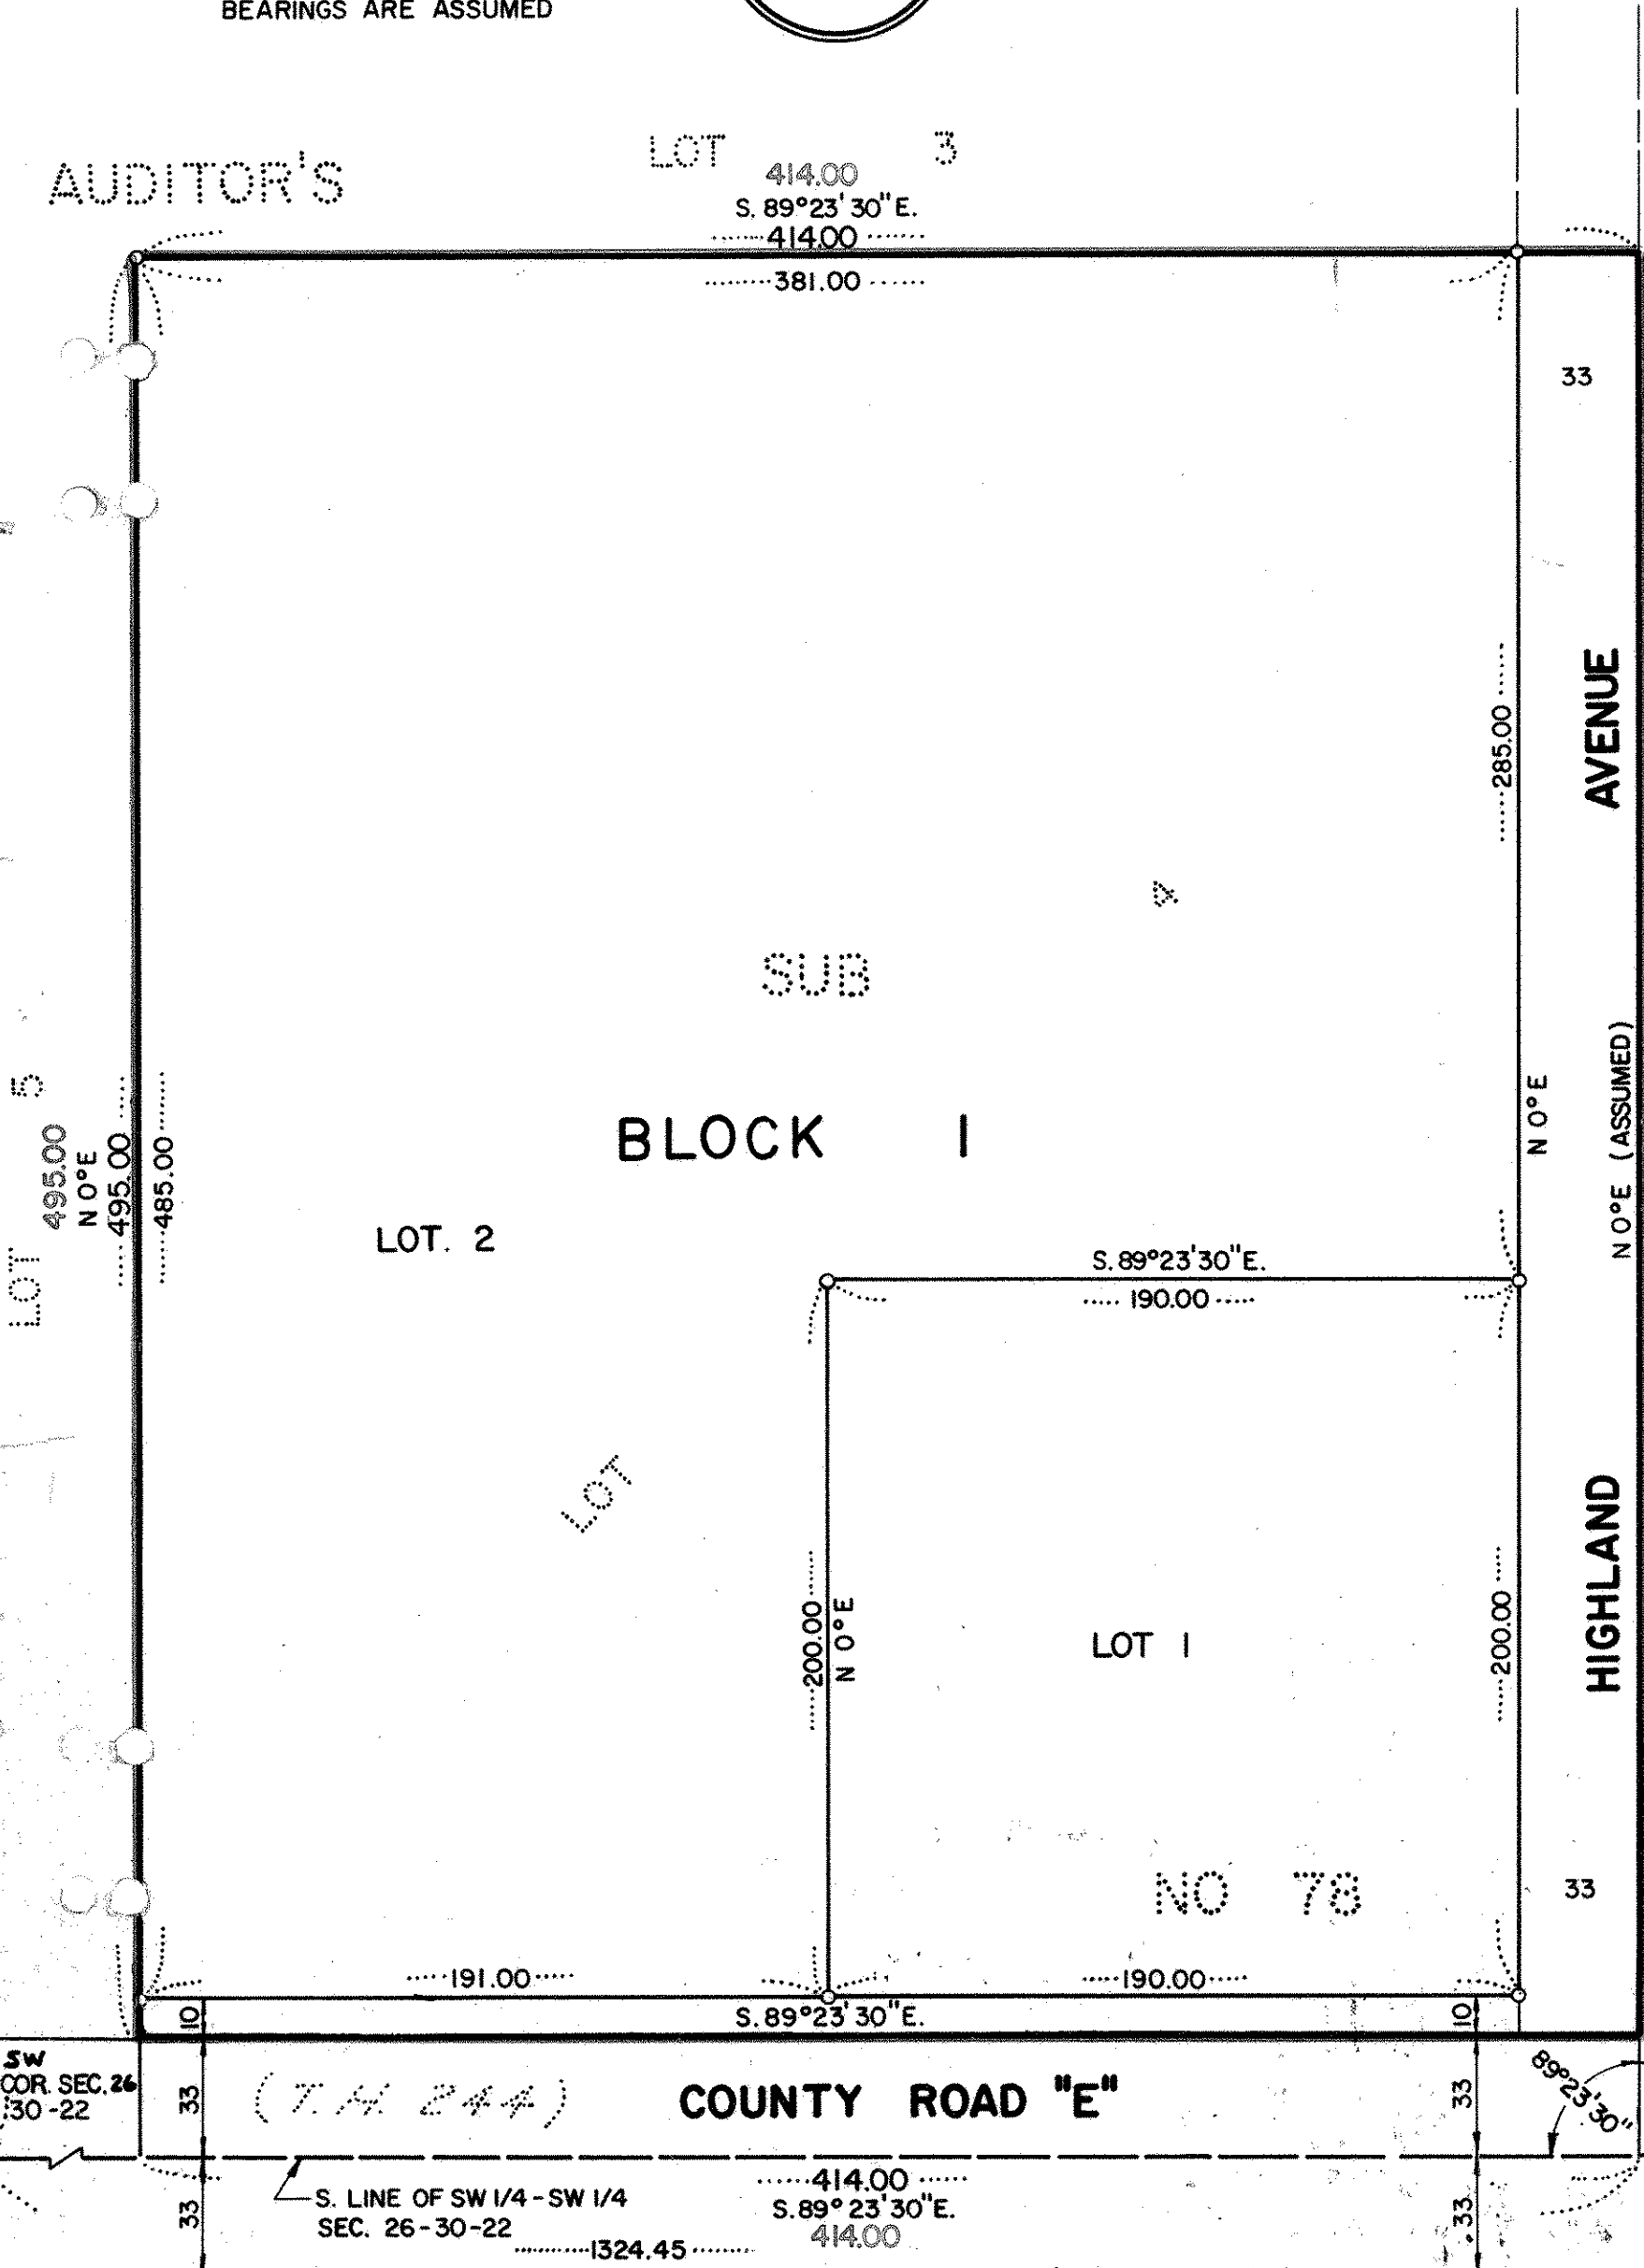 BEARINGS ARE ASSUMED
AUDITOR'S
LOT 3
414.00
S. 89°23'30"E.
414.00
381.00
33
285.00
AVENUE
4
SUB
N 0°E
N 0°E (ASSUMED)
LOT 5
495.00
N 0°E
495.00
485.00
BLOCK 1
LOT. 2
S. 89°23'30"E.
190.00
LOT
200.00
N 0°E
LOT 1
200.00
HIGHLAND
NO 78
33
191.00
190.00
10
S. 89°23'30"E.
10
SW
COR. SEC. 26
30-22
33
(T.H. 244)
COUNTY ROAD "E"
33
89°23'30"
414.00
S. LINE OF SW 1/4 - SW 1/4
S. 89°23'30"E.
33
SEC. 26-30-22
414.00
33
1324.45